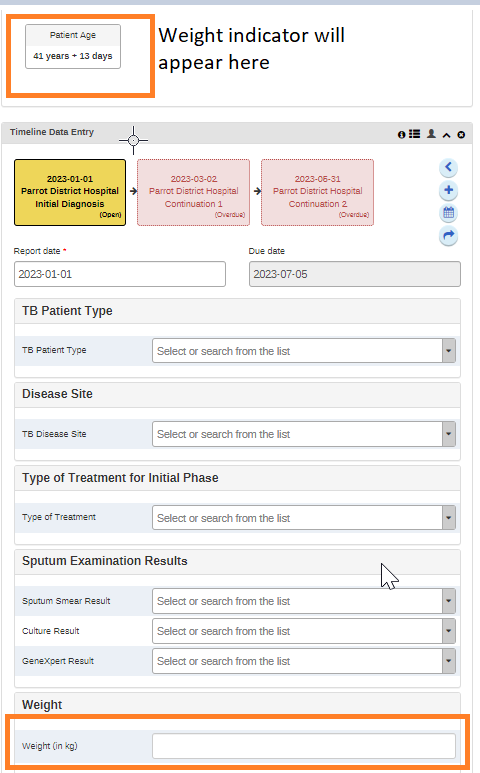 Patient Age
41 years + 13 days
Weight indicator will
appear here
Timeline Data Entry
2023-01-01
Parrot District Hospital
Initial Diagnosis
(Open)
2023-03-02
Parrot District Hospital
Continuation 1
(Overdue)
2023-06-31
Parrot District Hospital
Continuation 2
(Overdue)
Report date *
Due date
2023-01-01
2023-07-05
TB Patient Type
TB Patient Type
Select or search from the list
Disease Site
TB Disease Site
Select or search from the list
Type of Treatment for Initial Phase
Type of Treatment
Select or search from the list
Sputum Examination Results
Sputum Smear Result
Select or search from the list
Culture Result
Select or search from the list
GeneXpert Result
Select or search from the list
Weight
Weight (in kg)